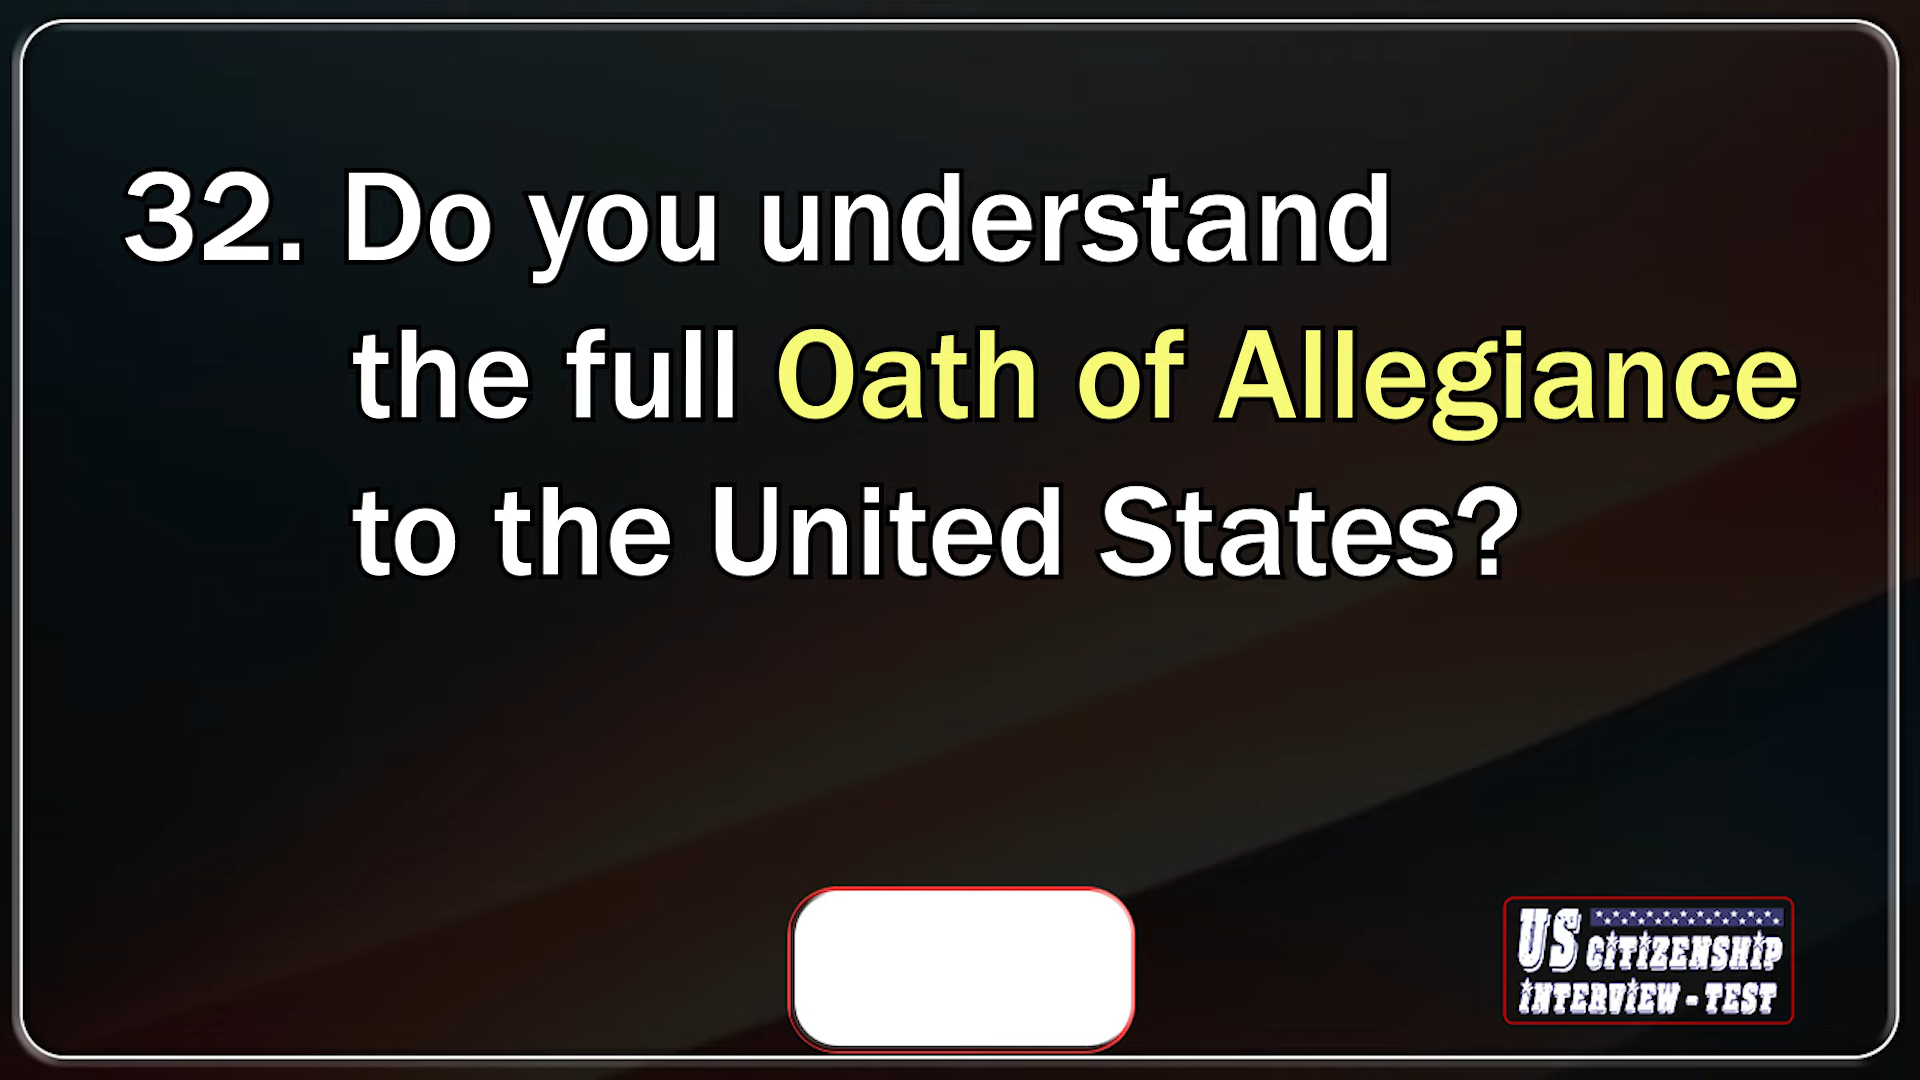 32. Do you understand
the full Oath of Allegiance
to the United States?
US CITIZENSHIP
INTERVIEW - TEST